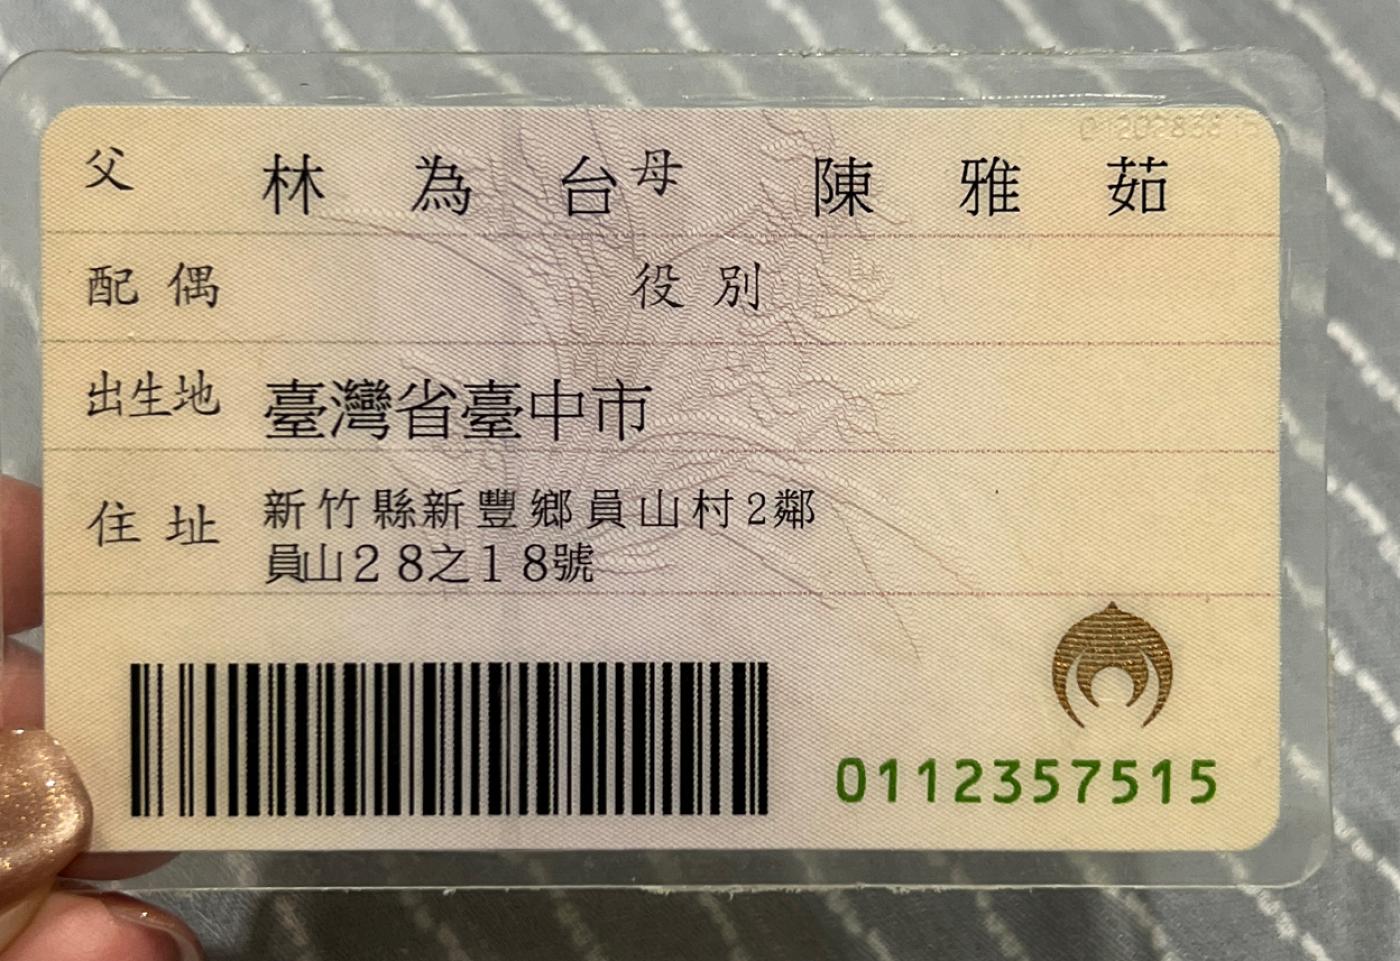 父 林為台 母 陳雅茹
配偶 役別
出生地 臺灣省臺中市
住址 新竹縣新豐鄉員山村2鄰
員山28之18號
0112357515